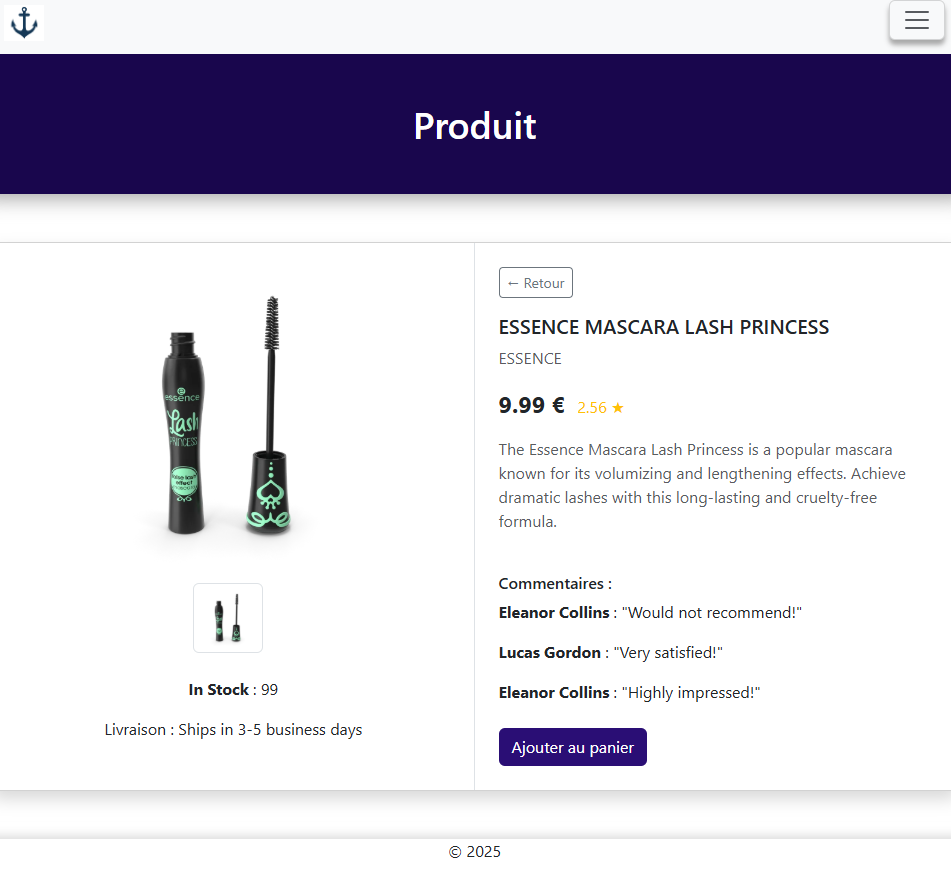 Produit
essence
Lash
PRINCESS
false lash
effect
← Retour
ESSENCE MASCARA LASH PRINCESS
ESSENCE
9.99 € 2.56 ★
The Essence Mascara Lash Princess is a popular mascara
known for its volumizing and lengthening effects. Achieve
dramatic lashes with this long-lasting and cruelty-free
formula.
Commentaires :
Eleanor Collins : "Would not recommend!"
Lucas Gordon : "Very satisfied!"
Eleanor Collins : "Highly impressed!"
In Stock : 99
Livraison : Ships in 3-5 business days
Ajouter au panier
© 2025